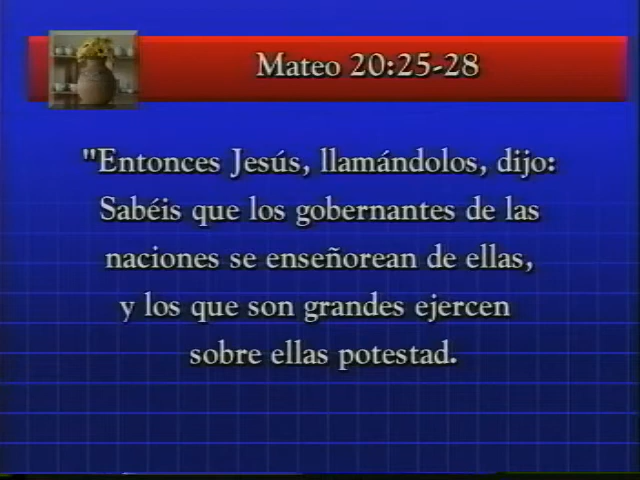 Mateo 20:25-28
"Entonces Jesús, llamándolos, dijo:
Sabéis que los gobernantes de las
naciones se enseñorean de ellas,
y los que son grandes ejercen
sobre ellas potestad.